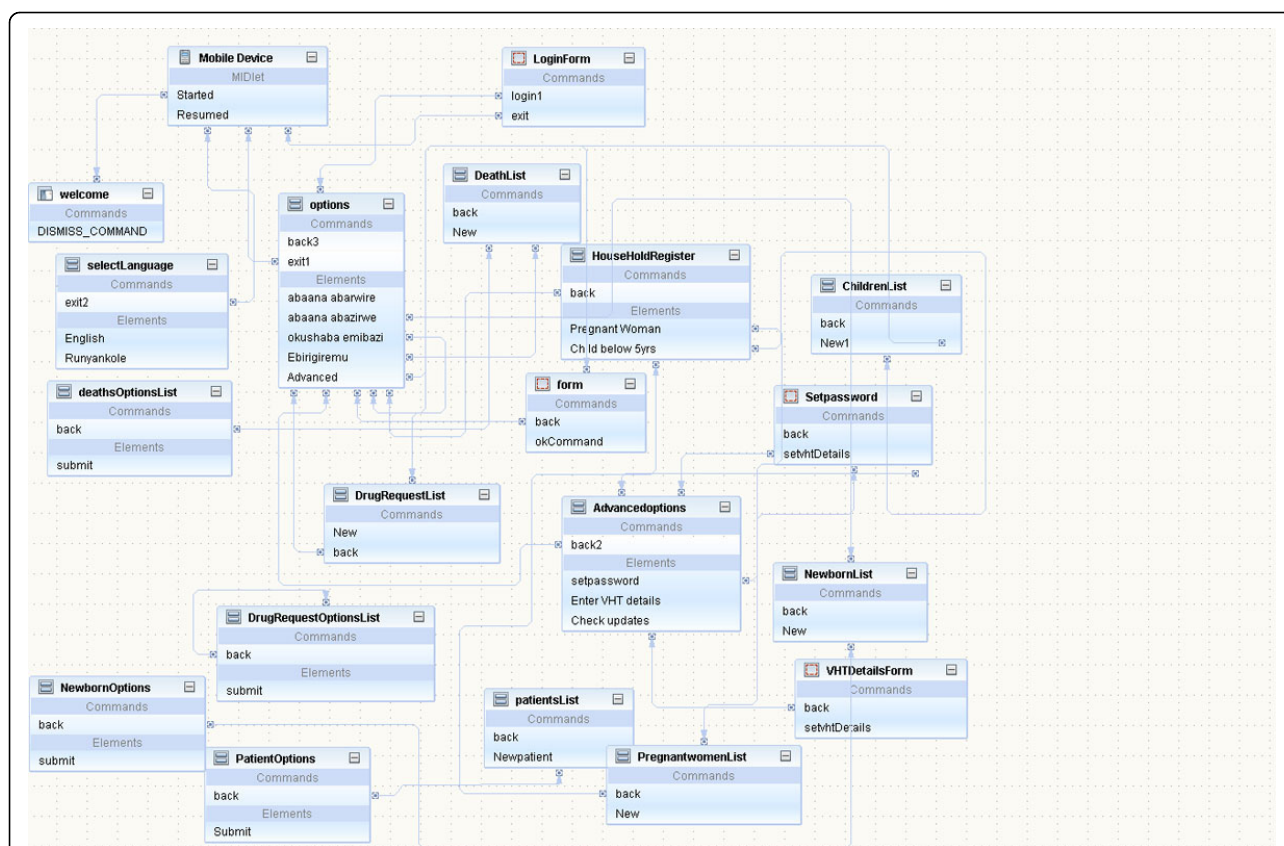 Mobile Device
MIDlet
Started
Resumed
LoginForm
Commands
login1
exit
welcome
Commands
DISMISS_COMMAND
options
Commands
back3
exit1
Elements
abaana abarwire
abaana abazirwe
okushaba emibazi
Ebirigiremu
Advanced
DeathList
Commands
back
New
selectLanguage
Commands
exit2
Elements
English
Runyankole
HouseHoldRegister
Commands
back
Elements
Pregnant Woman
Child below 5yrs
ChildrenList
Commands
back
New1
deathsOptionsList
Commands
back
Elements
submit
form
Commands
back
okCommand
Setpassword
Commands
back
setvhtDetails
DrugRequestList
Commands
New
back
Advancedoptions
Commands
back2
Elements
setpassword
Enter VHT details
Check updates
NewbornList
Commands
back
New
DrugRequestOptionsList
Commands
back
Elements
submit
VHTDetailsForm
Commands
back
setvhtDetails
NewbornOptions
Commands
back
Elements
submit
patientsList
Commands
back
Newpatient
PatientOptions
Commands
back
Elements
Submit
PregnantwomenList
Commands
back
New